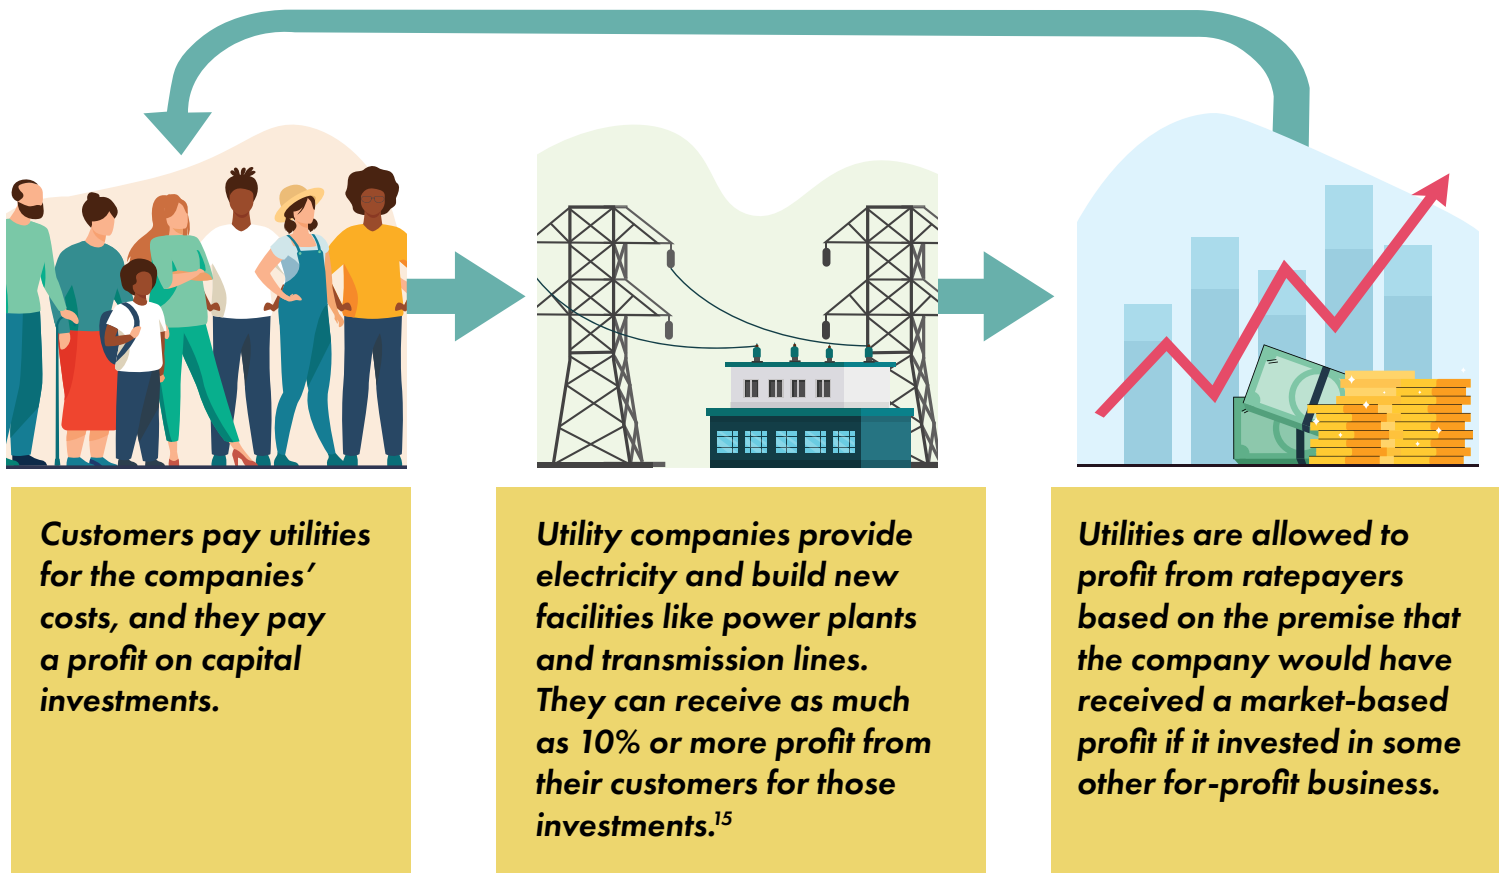 Customers pay utilities
for the companies’
costs, and they pay
a profit on capital
investments.
Utility companies provide
electricity and build new
facilities like power plants
and transmission lines.
They can receive as much
as 10% or more profit from
their customers for those
investments.15
Utilities are allowed to
profit from ratepayers
based on the premise that
the company would have
received a market-based
profit if it invested in some
other for-profit business.